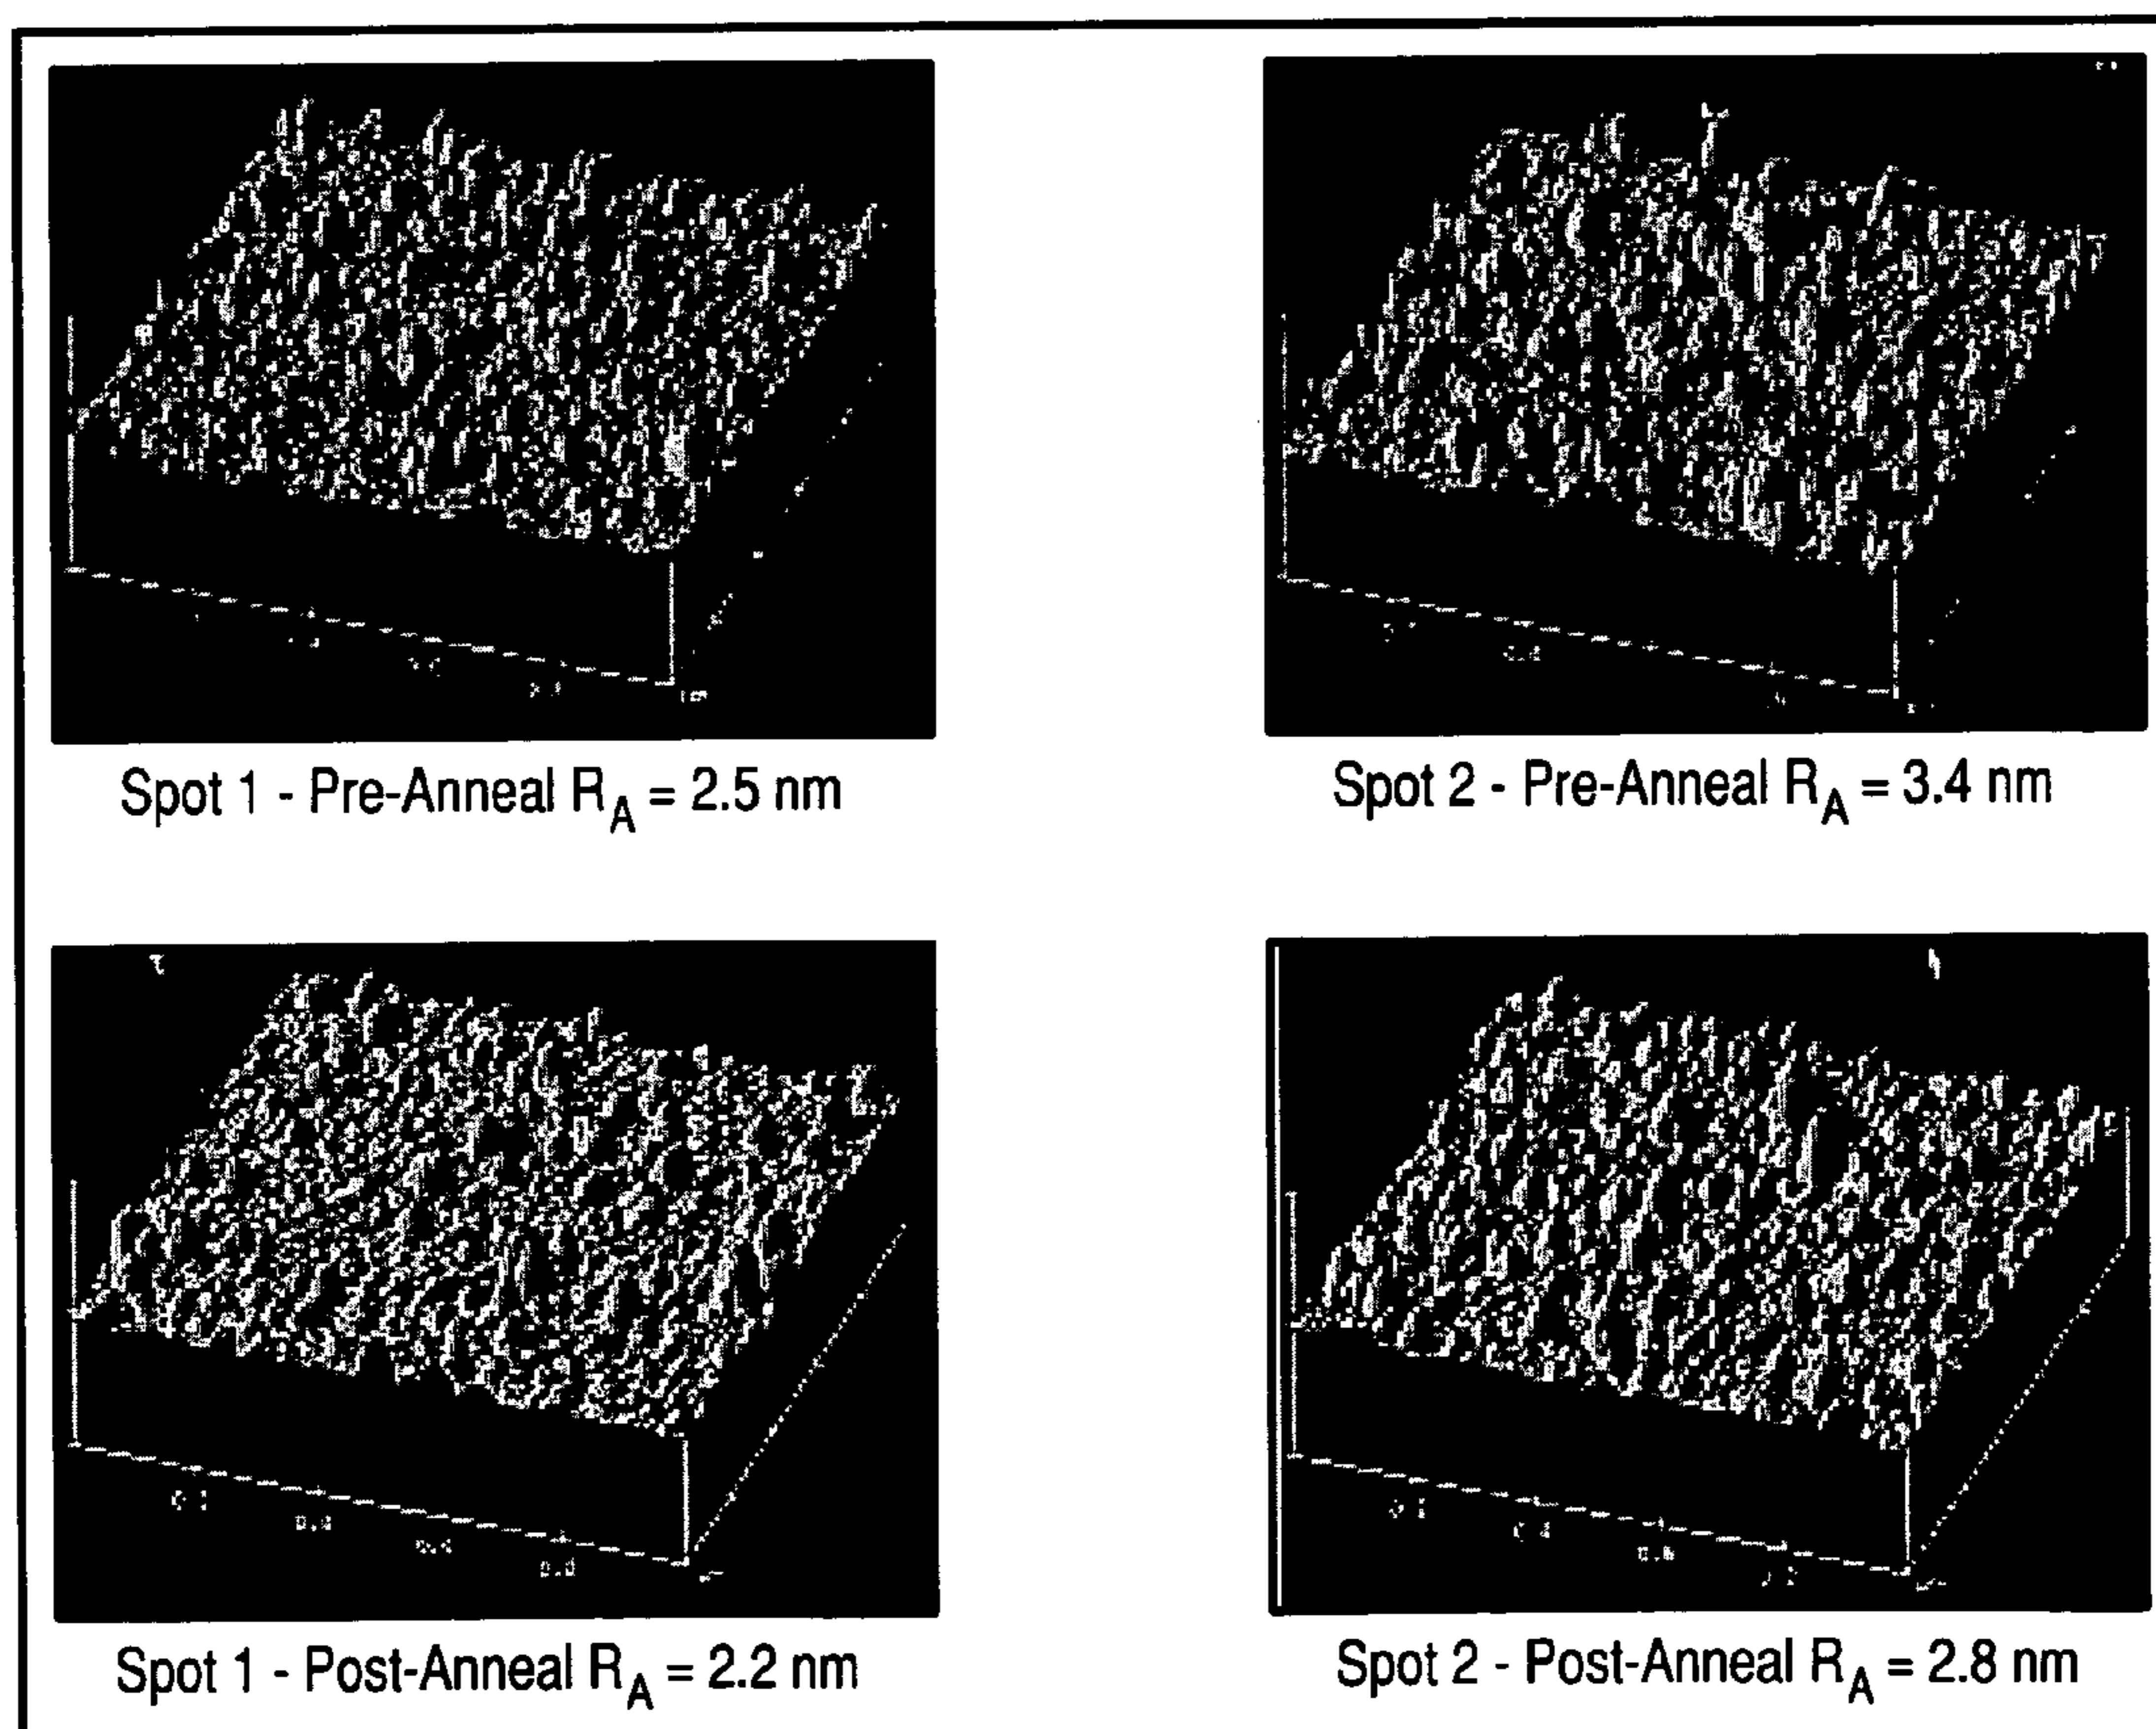 Spot 1 - Pre-Anneal R_A = 2.5 nm
Spot 2 - Pre-Anneal R_A = 3.4 nm
Spot 1 - Post-Anneal R_A = 2.2 nm
Spot 2 - Post-Anneal R_A = 2.8 nm